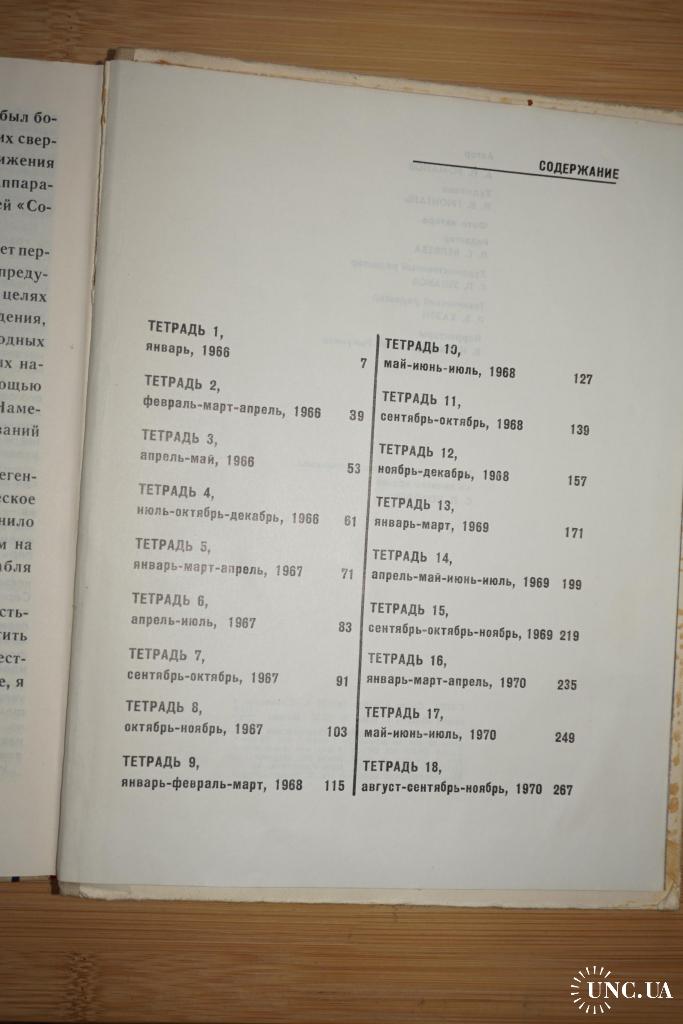 был бо-
их свер-
ижения
аппара-
ей «Со-
ет пер-
преду-
целях
дения,
одных
ых на-
ощью
Наме-
ваний
еген-
еское
нило
м на
абля
сть-
тить
ест-
е, я
СОДЕРЖАНИЕ
ТЕТРАДЬ 1,
январь, 1966 7
ТЕТРАДЬ 2,
февраль-март-апрель, 1966 39
ТЕТРАДЬ 3,
апрель-май, 1966 53
ТЕТРАДЬ 4,
июль-октябрь-декабрь, 1966 61
ТЕТРАДЬ 5,
январь-март-апрель, 1967 71
ТЕТРАДЬ 6,
апрель-июль, 1967 83
ТЕТРАДЬ 7,
сентябрь-октябрь, 1967 91
ТЕТРАДЬ 8,
октябрь-ноябрь, 1967 103
ТЕТРАДЬ 9,
январь-февраль-март, 1968 115
ТЕТРАДЬ 10,
май-июнь-июль, 1968 127
ТЕТРАДЬ 11,
сентябрь-октябрь, 1968 139
ТЕТРАДЬ 12,
ноябрь-декабрь, 1968 157
ТЕТРАДЬ 13,
январь-март, 1969 171
ТЕТРАДЬ 14,
апрель-май-июнь-июль, 1969 199
ТЕТРАДЬ 15,
сентябрь-октябрь-ноябрь, 1969 219
ТЕТРАДЬ 16,
январь-март-апрель, 1970 235
ТЕТРАДЬ 17,
май-июнь-июль, 1970 249
ТЕТРАДЬ 18,
август-сентябрь-ноябрь, 1970 267
UNC.UA